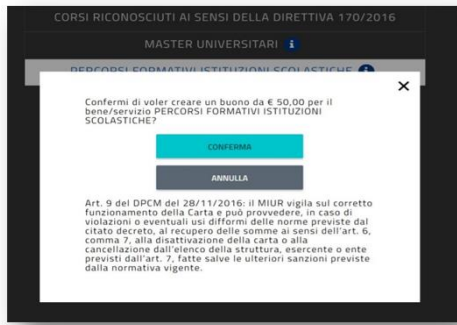 CORSI RICONOSCIUTI AI SENSI DELLA DIRETTIVA 170/2016
MASTER UNIVERSITARI i
PERCORSI FORMATIVI ISTITUZIONI SCOLASTICHE i
×
Confermi di voler creare un buono da € 50,00 per il
bene/servizio PERCORSI FORMATIVI ISTITUZIONI
SCOLASTICHE?
CONFERMA
ANNULLA
Art. 9 del DPCM del 28/11/2016: il MIUR vigila sul corretto
funzionamento della Carta e può provvedere, in caso di
violazioni o eventuali usi difformi delle norme previste dal
citato decreto, al recupero delle somme ai sensi dell'art. 6,
comma 7, alla disattivazione della carta o alla
cancellazione dall'elenco della struttura, esercente o ente
previsti dall'art. 7, fatte salve le ulteriori sanzioni previste
dalla normativa vigente.